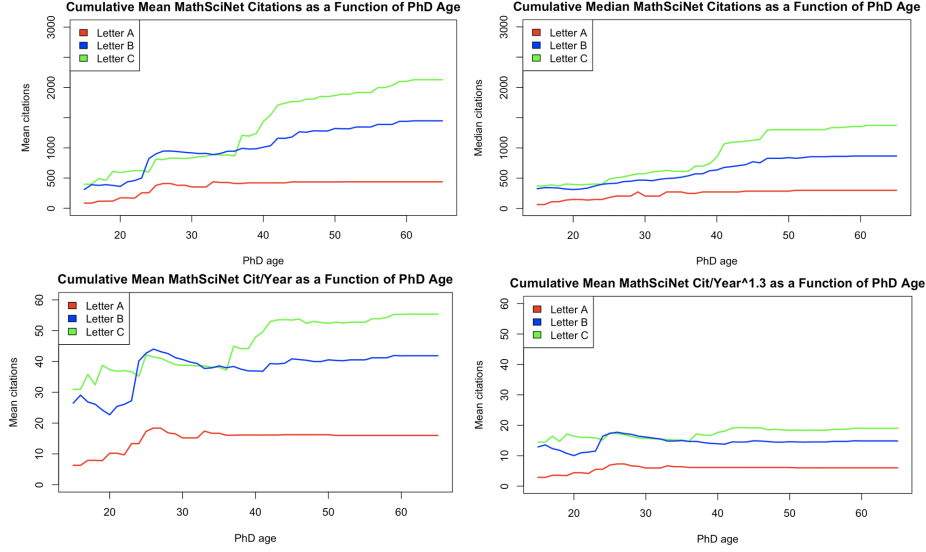 Cumulative Mean MathSciNet Citations as a Function of PhD Age
3000
2000
1000
500
0
Mean citations
Letter A
Letter B
Letter C
20 30 40 50 60
PhD age
Cumulative Median MathSciNet Citations as a Function of PhD Age
3000
2000
1000
500
0
Median citations
Letter A
Letter B
Letter C
20 30 40 50 60
PhD age
Cumulative Mean MathSciNet Cit/Year as a Function of PhD Age
60
50
40
30
20
10
0
Mean citations
Letter A
Letter B
Letter C
20 30 40 50 60
PhD age
Cumulative Mean MathSciNet Cit/Year^1.3 as a Function of PhD Age
60
50
40
30
20
10
0
Mean citations
Letter A
Letter B
Letter C
20 30 40 50 60
PhD age